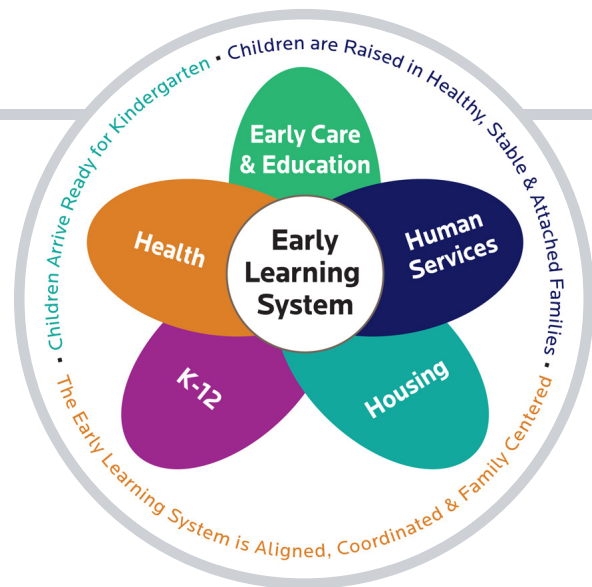 Children Arrive Ready for Kindergarten •
Children are Raised in Healthy, Stable & Attached Families •
The Early Learning System is Aligned, Coordinated & Family Centered •
Early Care
& Education
Health
Early
Learning
System
Human
Services
K-12
Housing